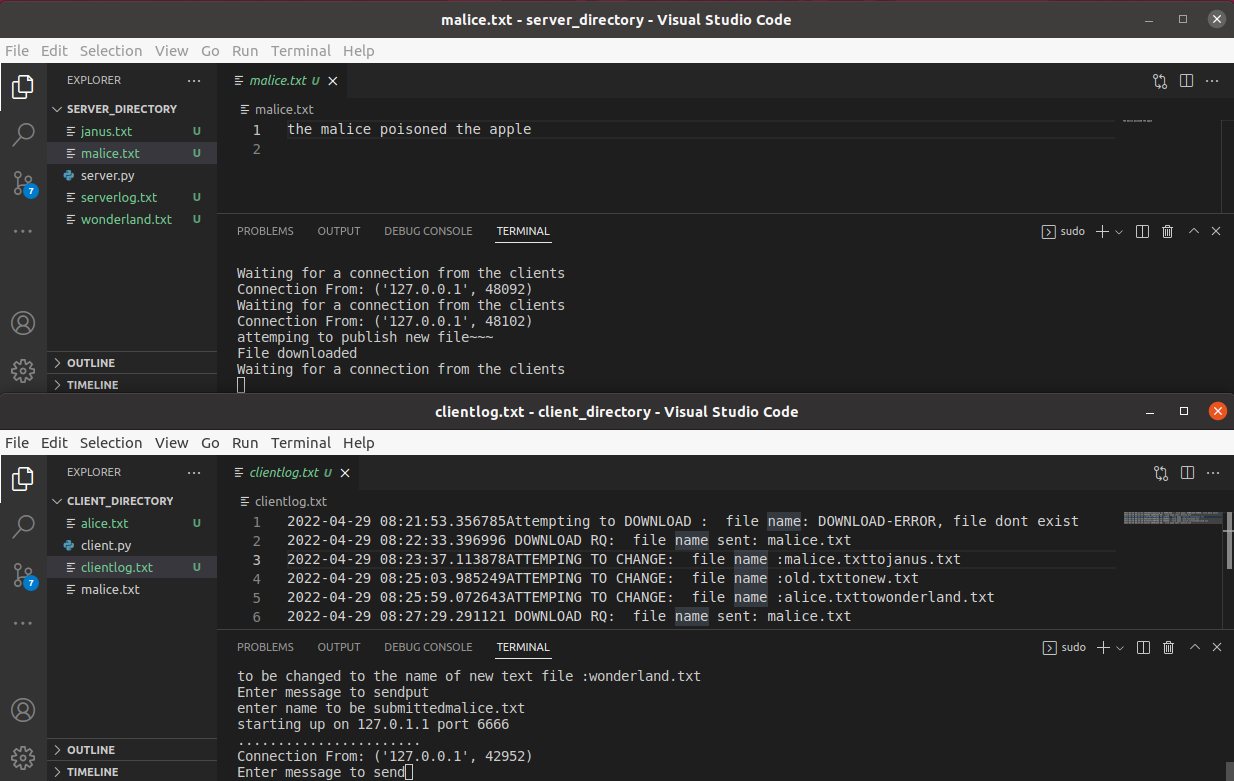 malice.txt - server_directory - Visual Studio Code
File Edit Selection View Go Run Terminal Help
EXPLORER
SERVER_DIRECTORY
janus.txt U
malice.txt U
server.py
serverlog.txt U
wonderland.txt U
7
OUTLINE
TIMELINE
malice.txt U
malice.txt
1 the malice poisoned the apple
2
PROBLEMS OUTPUT DEBUG CONSOLE TERMINAL
sudo
Waiting for a connection from the clients
Connection From: ('127.0.0.1', 48092)
Waiting for a connection from the clients
Connection From: ('127.0.0.1', 48102)
attemping to publish new file~~~
File downloaded
Waiting for a connection from the clients
clientlog.txt - client_directory - Visual Studio Code
File Edit Selection View Go Run Terminal Help
EXPLORER
CLIENT_DIRECTORY
alice.txt U
client.py
clientlog.txt U
malice.txt
7
OUTLINE
TIMELINE
clientlog.txt U
clientlog.txt
1 2022-04-29 08:21:53.356785Attempting to DOWNLOAD :  file name: DOWNLOAD-ERROR, file dont exist
2 2022-04-29 08:22:33.396996 DOWNLOAD RQ:  file name sent: malice.txt
3 2022-04-29 08:23:37.113878ATTEMPING TO CHANGE:  file name :malice.txttojanus.txt
4 2022-04-29 08:25:03.985249ATTEMPING TO CHANGE:  file name :old.txttonew.txt
5 2022-04-29 08:25:59.072643ATTEMPING TO CHANGE:  file name :alice.txttowonderland.txt
6 2022-04-29 08:27:29.291121 DOWNLOAD RQ:  file name sent: malice.txt
PROBLEMS OUTPUT DEBUG CONSOLE TERMINAL
sudo
to be changed to the name of new text file :wonderland.txt
Enter message to sendput
enter name to be submittedmalice.txt
starting up on 127.0.1.1 port 6666
.......................
Connection From: ('127.0.0.1', 42952)
Enter message to send